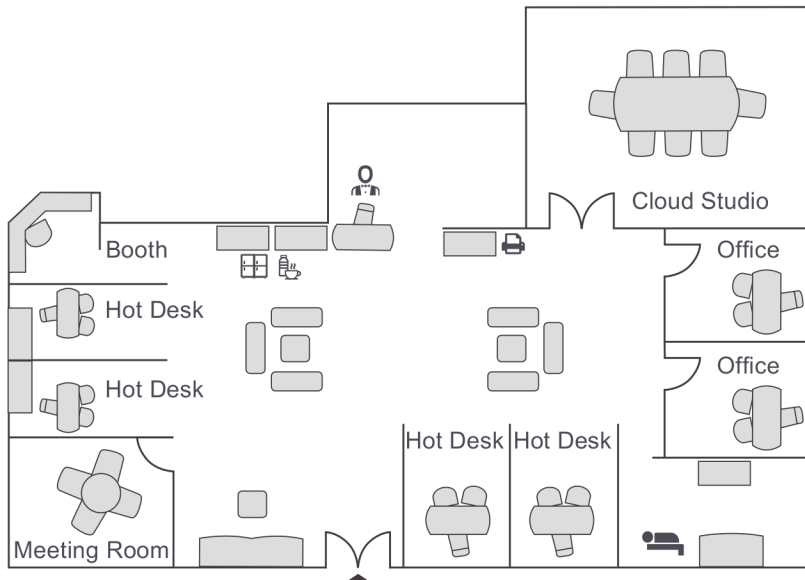 Cloud Studio
Booth
Office
Hot Desk
Office
Hot Desk
Hot Desk
Hot Desk
Meeting Room